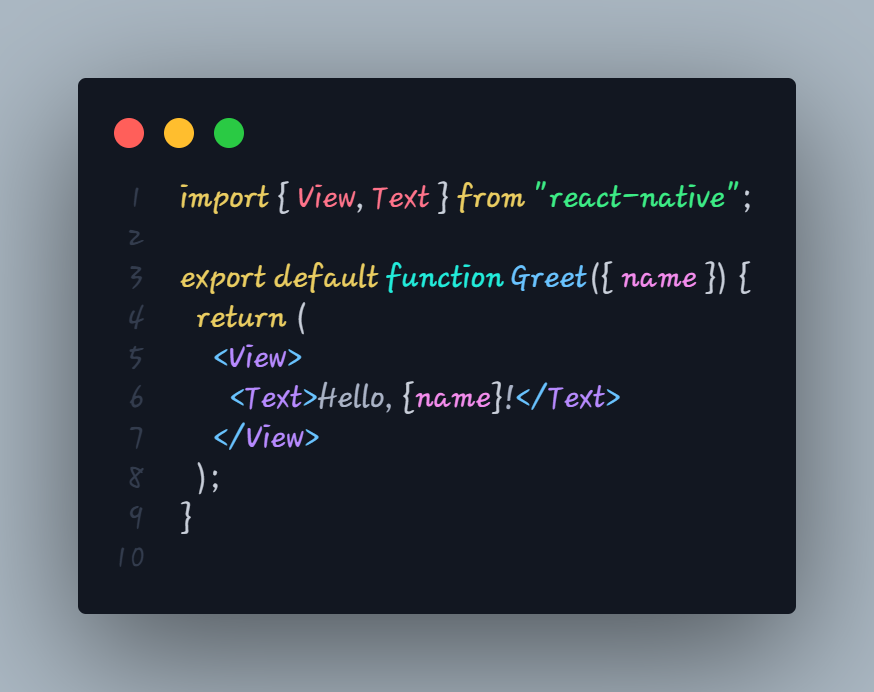 1 import { View, Text } from "react-native";
2
3 export default function Greet({ name }) {
4   return (
5     <View>
6       <Text>Hello, {name}!</Text>
7     </View>
8   );
9 }
10